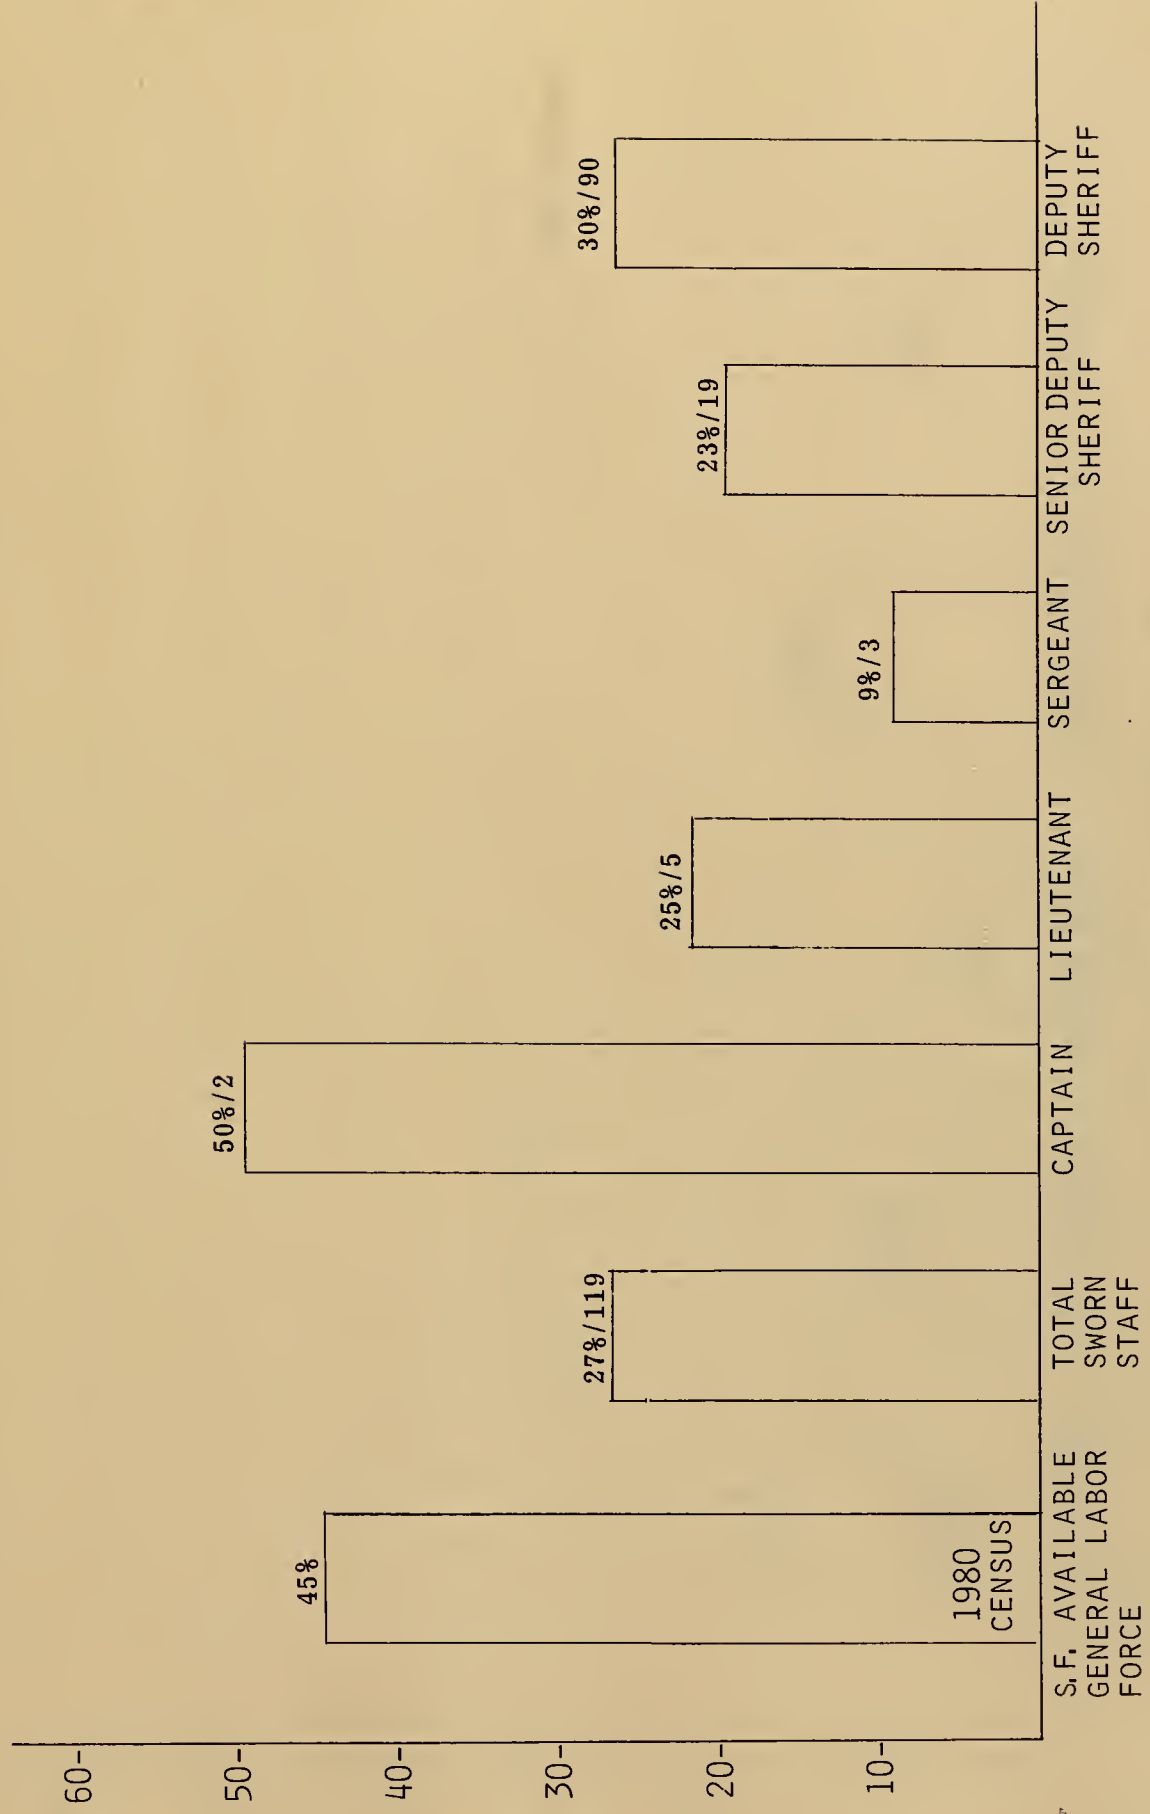 60-
50-
40-
30-
20-
10-
45%
27%/119
50%/2
25%/5
9%/3
23%/19
30%/90
1980
CENSUS
S.F. AVAILABLE
GENERAL LABOR
FORCE
TOTAL
SWORN
STAFF
CAPTAIN
LIEUTENANT
SERGEANT
SENIOR DEPUTY
SHERIFF
DEPUTY
SHERIFF